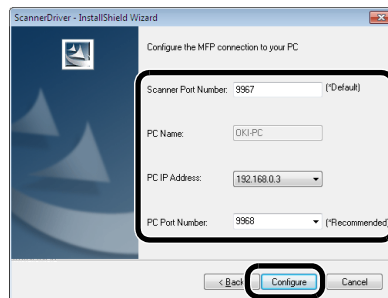 ScannerDriver - InstallShield Wizard
Configure the MFP connection to your PC
Scanner Port Number: 9967 (*Default)
PC Name: OKI-PC
PC IP Address: 192.168.0.3
PC Port Number: 9968 (*Recommended)
< Back Configure Cancel